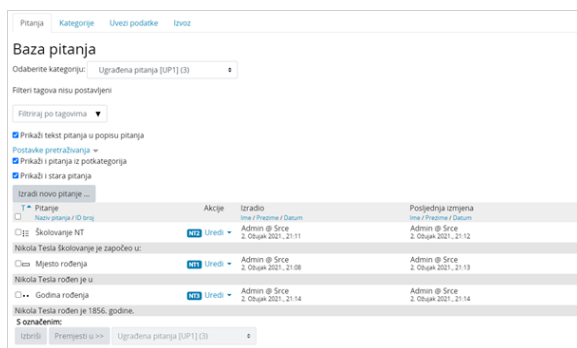 Pitanja Kategorije Uvezi podatke Izvoz
Baza pitanja
Odaberite kategoriju: Ugrađena pitanja [UP1] (3)
Filteri tagova nisu postavljeni
Filtriraj po tagovima ▼
Prikaži tekst pitanja u popisu pitanja
Postavke pretraživanja
Prikaži i pitanja iz potkategorija
Prikaži i stara pitanja
Izradi novo pitanje ...
T Pitanje Akcije Izradio Posljednja izmjena
Naziv pitanja / ID broj Ime / Prezime / Datum Ime / Prezime / Datum
Školovanje NT NT2 Uredi Admin @ Srce Admin @ Srce
2. Ožujak 2021., 21:11 2. Ožujak 2021., 21:12
Nikola Tesla školovanje je započeo u:
Mjesto rođenja NT1 Uredi Admin @ Srce Admin @ Srce
2. Ožujak 2021., 21:08 2. Ožujak 2021., 21:13
Nikola Tesla rođen je u
Godina rođenja NT3 Uredi Admin @ Srce Admin @ Srce
2. Ožujak 2021., 21:14 2. Ožujak 2021., 21:14
Nikola Tesla rođen je 1856. godine.
S označenim:
Izbriši Premjesti u >> Ugrađena pitanja [UP1] (3)